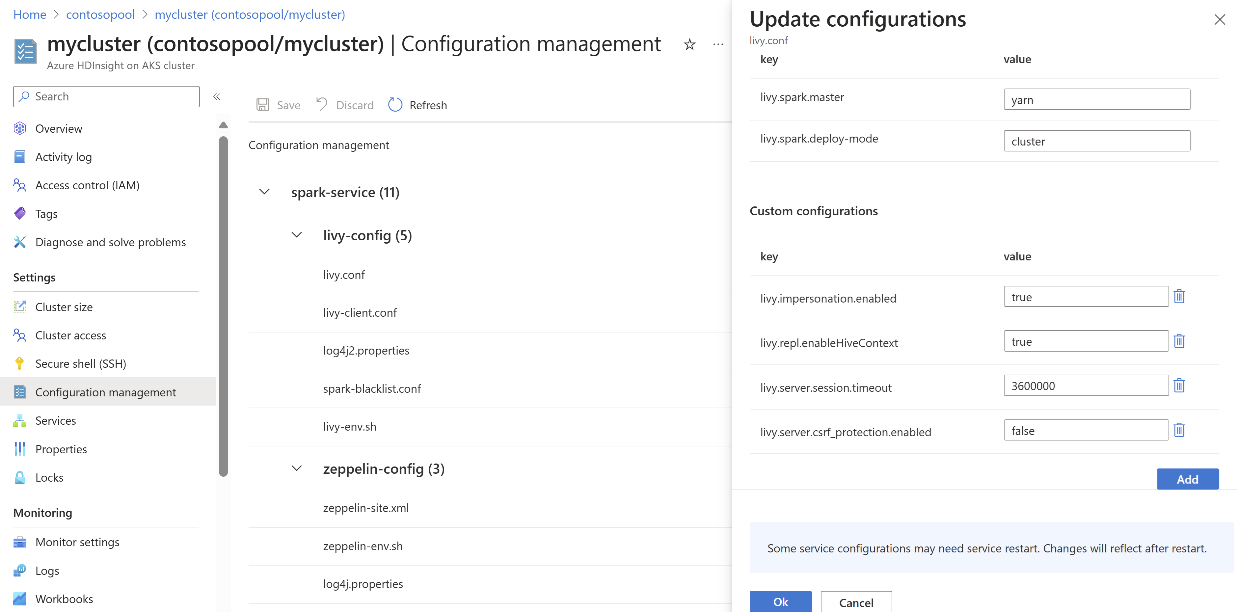 Home > contosopool > mycluster (contosopool/mycluster)
mycluster (contosopool/mycluster) | Configuration management
Azure HDInsight on AKS cluster
Search
Overview
Activity log
Access control (IAM)
Tags
Diagnose and solve problems
Settings
Cluster size
Cluster access
Secure shell (SSH)
Configuration management
Services
Properties
Locks
Monitoring
Monitor settings
Logs
Workbooks
Save Discard Refresh
Configuration management
spark-service (11)
livy-config (5)
livy.conf
livy-client.conf
log4j2.properties
spark-blacklist.conf
livy-env.sh
zeppelin-config (3)
zeppelin-site.xml
zeppelin-env.sh
log4j.properties
Update configurations
livy.conf
key value
livy.spark.master yarn
livy.spark.deploy-mode cluster
Custom configurations
key value
livy.impersonation.enabled true
livy.repl.enableHiveContext true
livy.server.session.timeout 3600000
livy.server.csrf_protection.enabled false
Add
Some service configurations may need service restart. Changes will reflect after restart.
Ok Cancel